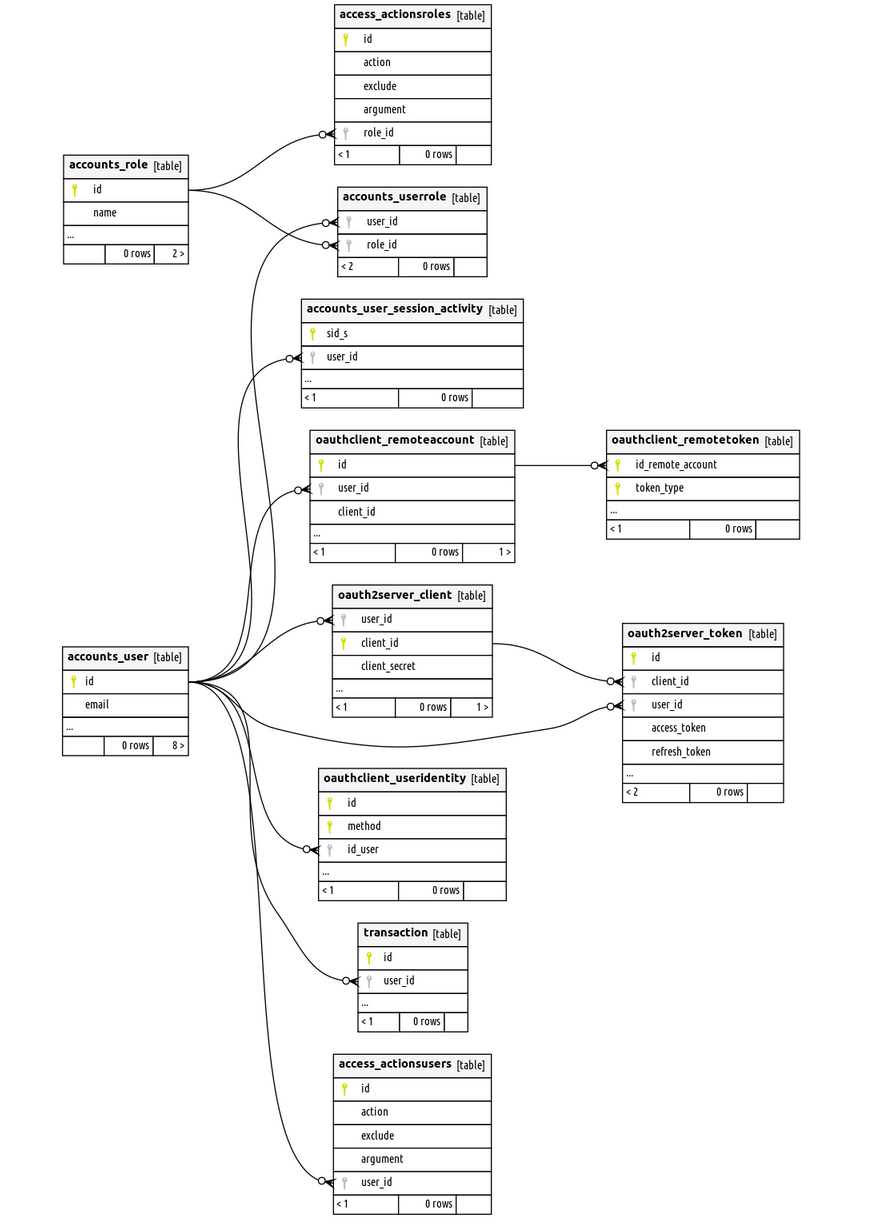 access_actionsroles [table]
id
action
exclude
argument
role_id
< 1 0 rows
accounts_role [table]
id
name
...
0 rows 2 >
accounts_userrole [table]
user_id
role_id
< 2 0 rows
accounts_user_session_activity [table]
sid_s
user_id
...
< 1 0 rows
oauthclient_remoteaccount [table]
id
user_id
client_id
...
< 1 0 rows 1 >
oauthclient_remotetoken [table]
id_remote_account
token_type
...
< 1 0 rows
oauth2server_client [table]
user_id
client_id
client_secret
...
< 1 0 rows 1 >
oauth2server_token [table]
id
client_id
user_id
access_token
refresh_token
...
< 2 0 rows
accounts_user [table]
id
email
...
0 rows 8 >
oauthclient_useridentity [table]
id
method
id_user
...
< 1 0 rows
transaction [table]
id
user_id
...
< 1 0 rows
access_actionsusers [table]
id
action
exclude
argument
user_id
< 1 0 rows